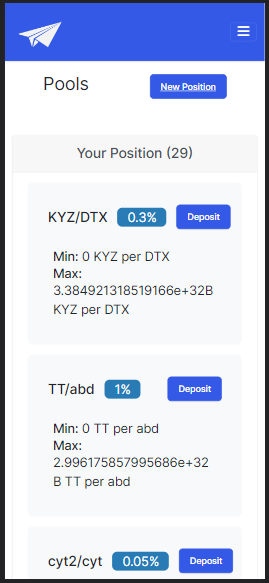 Pools
New Position
Your Position (29)
KYZ/DTX 0.3% Deposit
Min: 0 KYZ per DTX
Max:
3.384921318519166e+32B
KYZ per DTX
TT/abd 1% Deposit
Min: 0 TT per abd
Max:
2.996175857995686e+32
B TT per abd
cyt2/cyt 0.05% Deposit